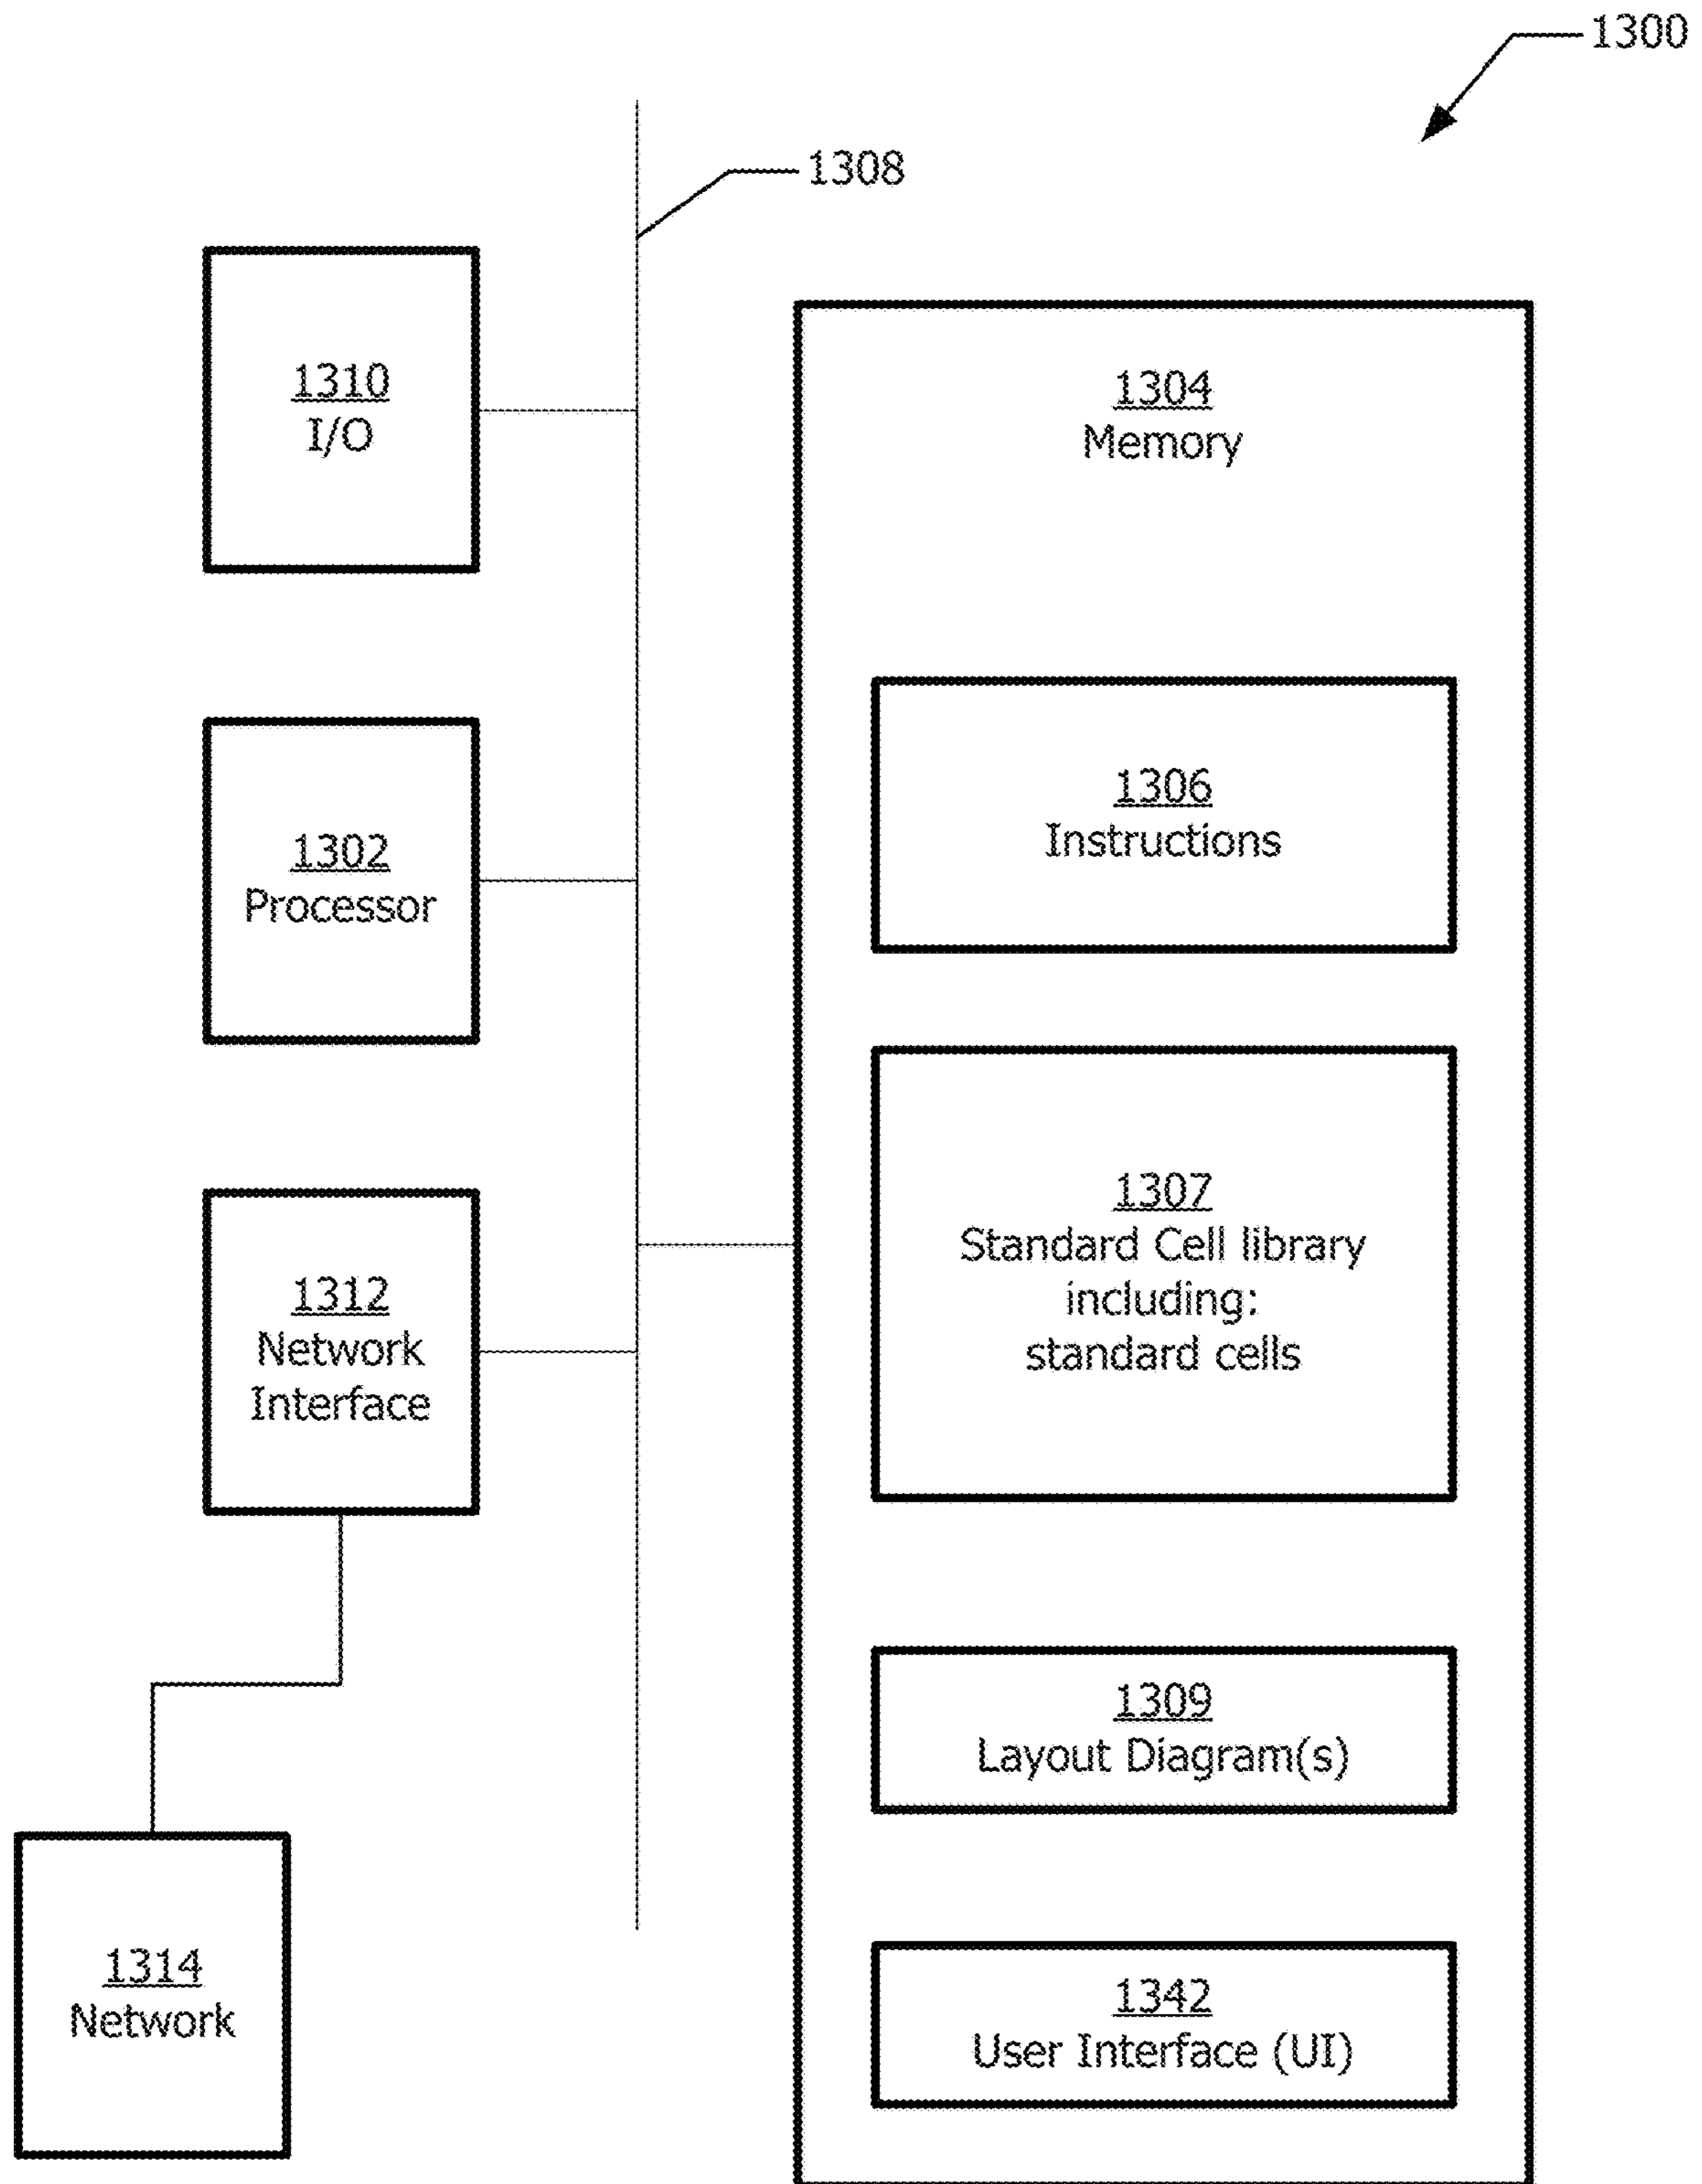 1300
1308
1310
I/O
1304
Memory
1306
Instructions
1302
Processor
1307
Standard Cell library
including:
standard cells
1312
Network
Interface
1309
Layout Diagram(s)
1314
Network
1342
User Interface (UI)